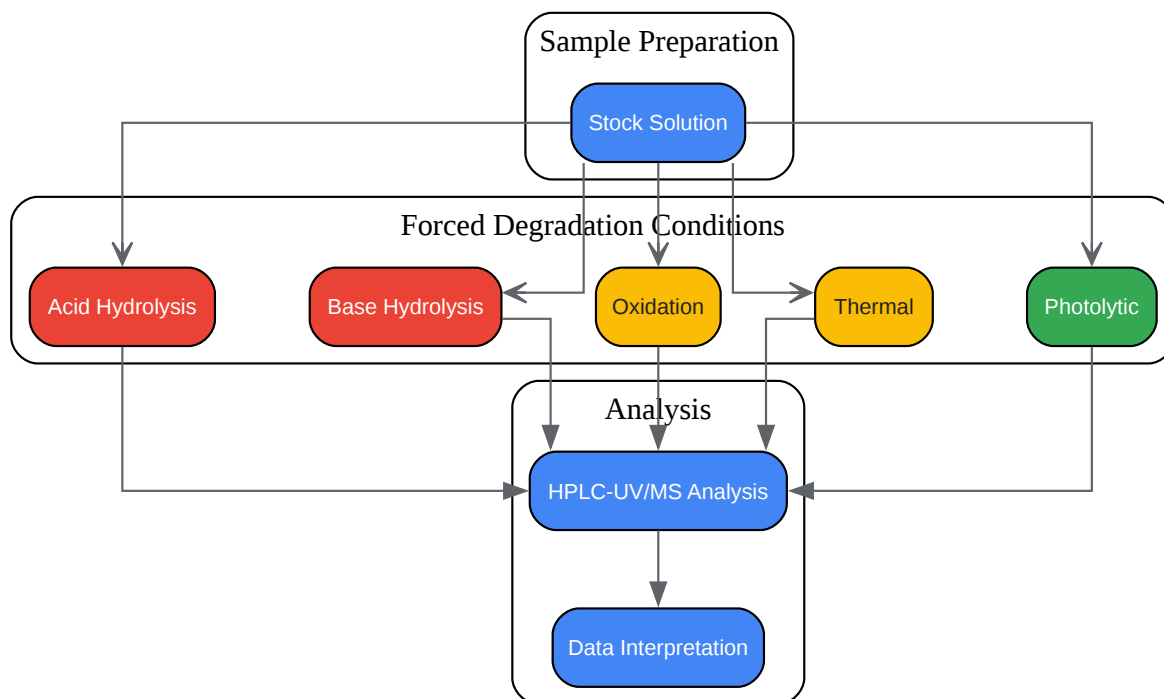 Sample Preparation
Stock Solution
Forced Degradation Conditions
Acid Hydrolysis
Base Hydrolysis
Oxidation
Thermal
Photolytic
Analysis
HPLC-UV/MS Analysis
Data Interpretation